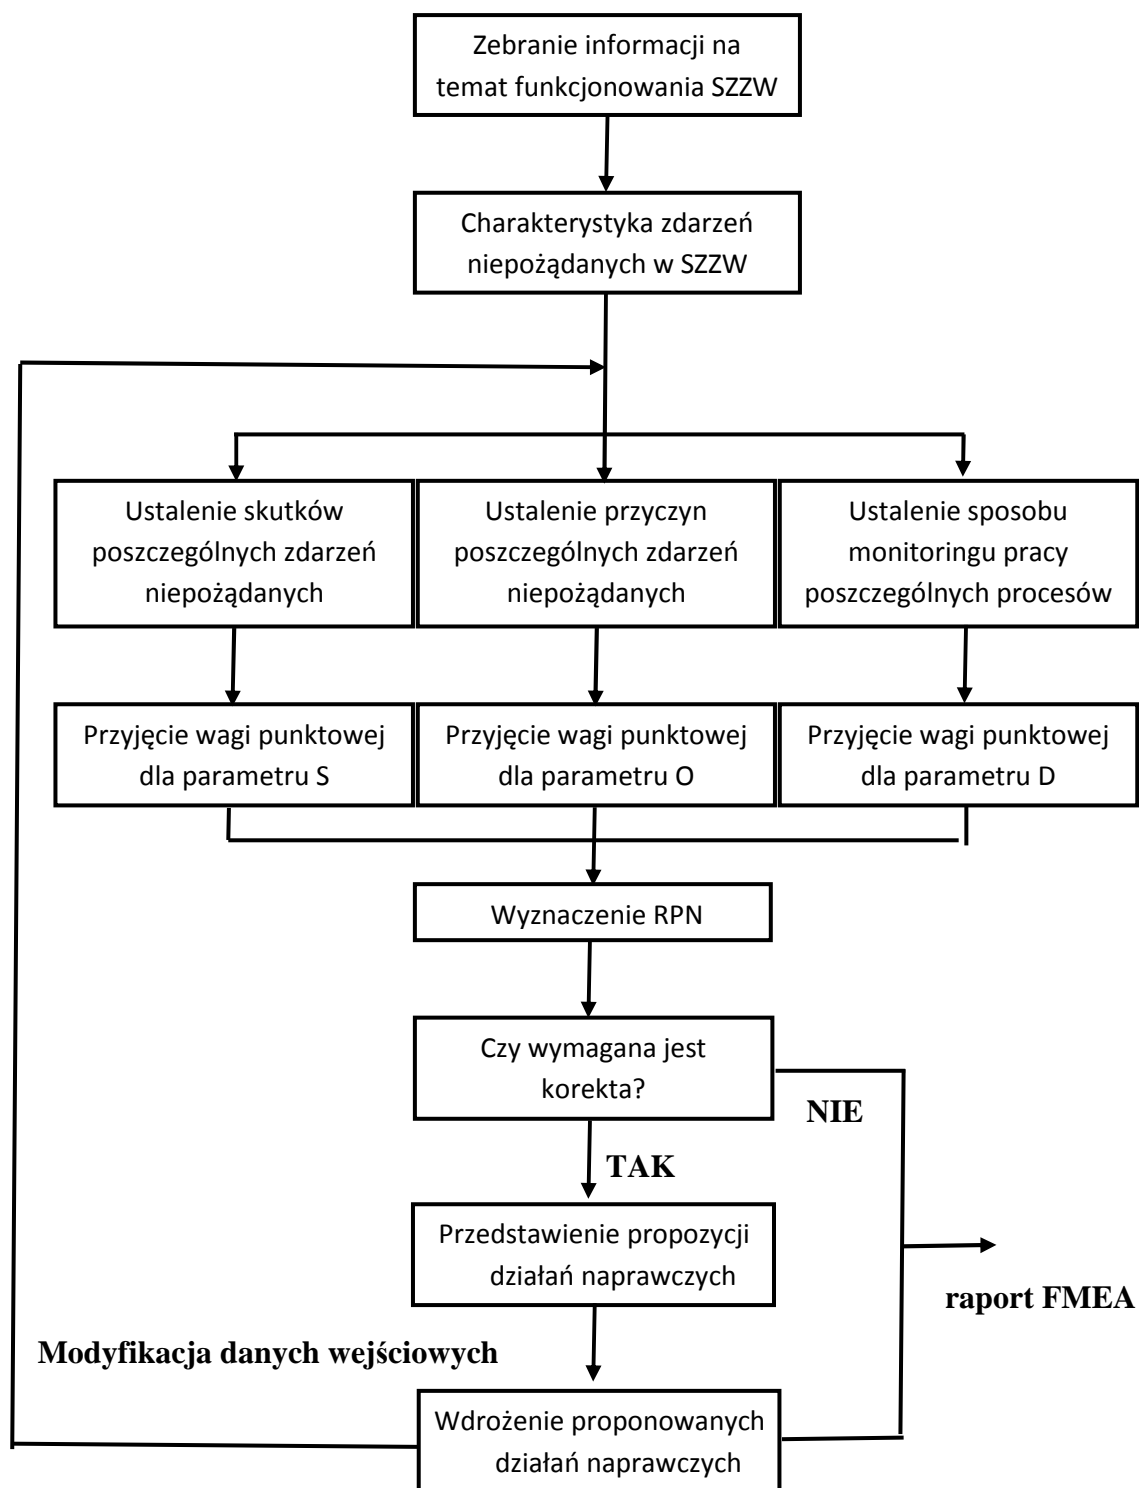 Zebranie informacji na
temat funkcjonowania SZZW
Charakterystyka zdarzeń
niepożądanych w SZZW
Ustalenie skutków
poszczególnych zdarzeń
niepożądanych
Ustalenie przyczyn
poszczególnych zdarzeń
niepożądanych
Ustalenie sposobu
monitoringu pracy
poszczególnych procesów
Przyjęcie wagi punktowej
dla parametru S
Przyjęcie wagi punktowej
dla parametru O
Przyjęcie wagi punktowej
dla parametru D
Wyznaczenie RPN
Czy wymagana jest
korekta?
NIE
TAK
Przedstawienie propozycji
działań naprawczych
raport FMEA
Modyfikacja danych wejściowych
Wdrożenie proponowanych
działań naprawczych